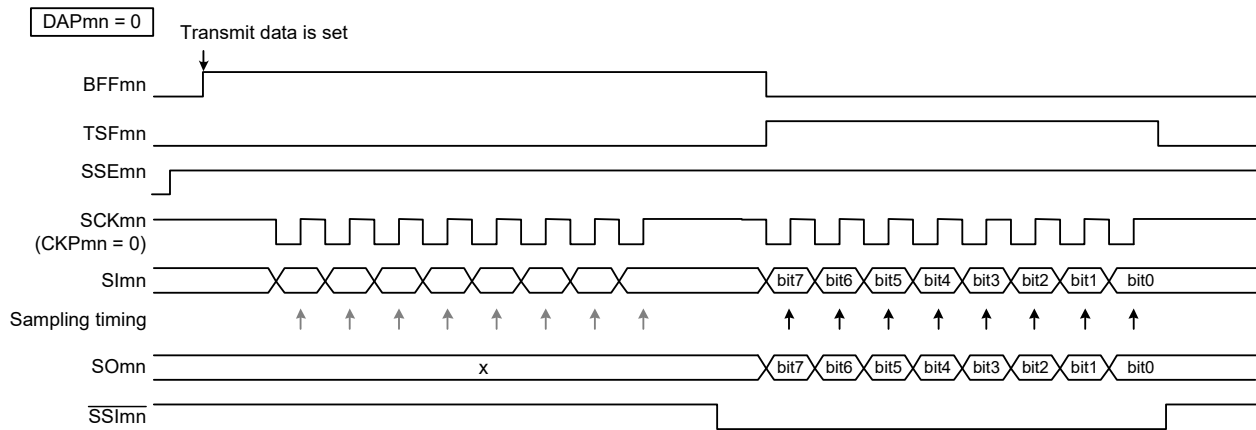 DAPmn = 0
Transmit data is set
BFFmn
TSFmn
SSEmn
SCKmn
(CKPmn = 0)
SImn
bit7 bit6 bit5 bit4 bit3 bit2 bit1 bit0
Sampling timing
SOmn
x
bit7 bit6 bit5 bit4 bit3 bit2 bit1 bit0
SSImn